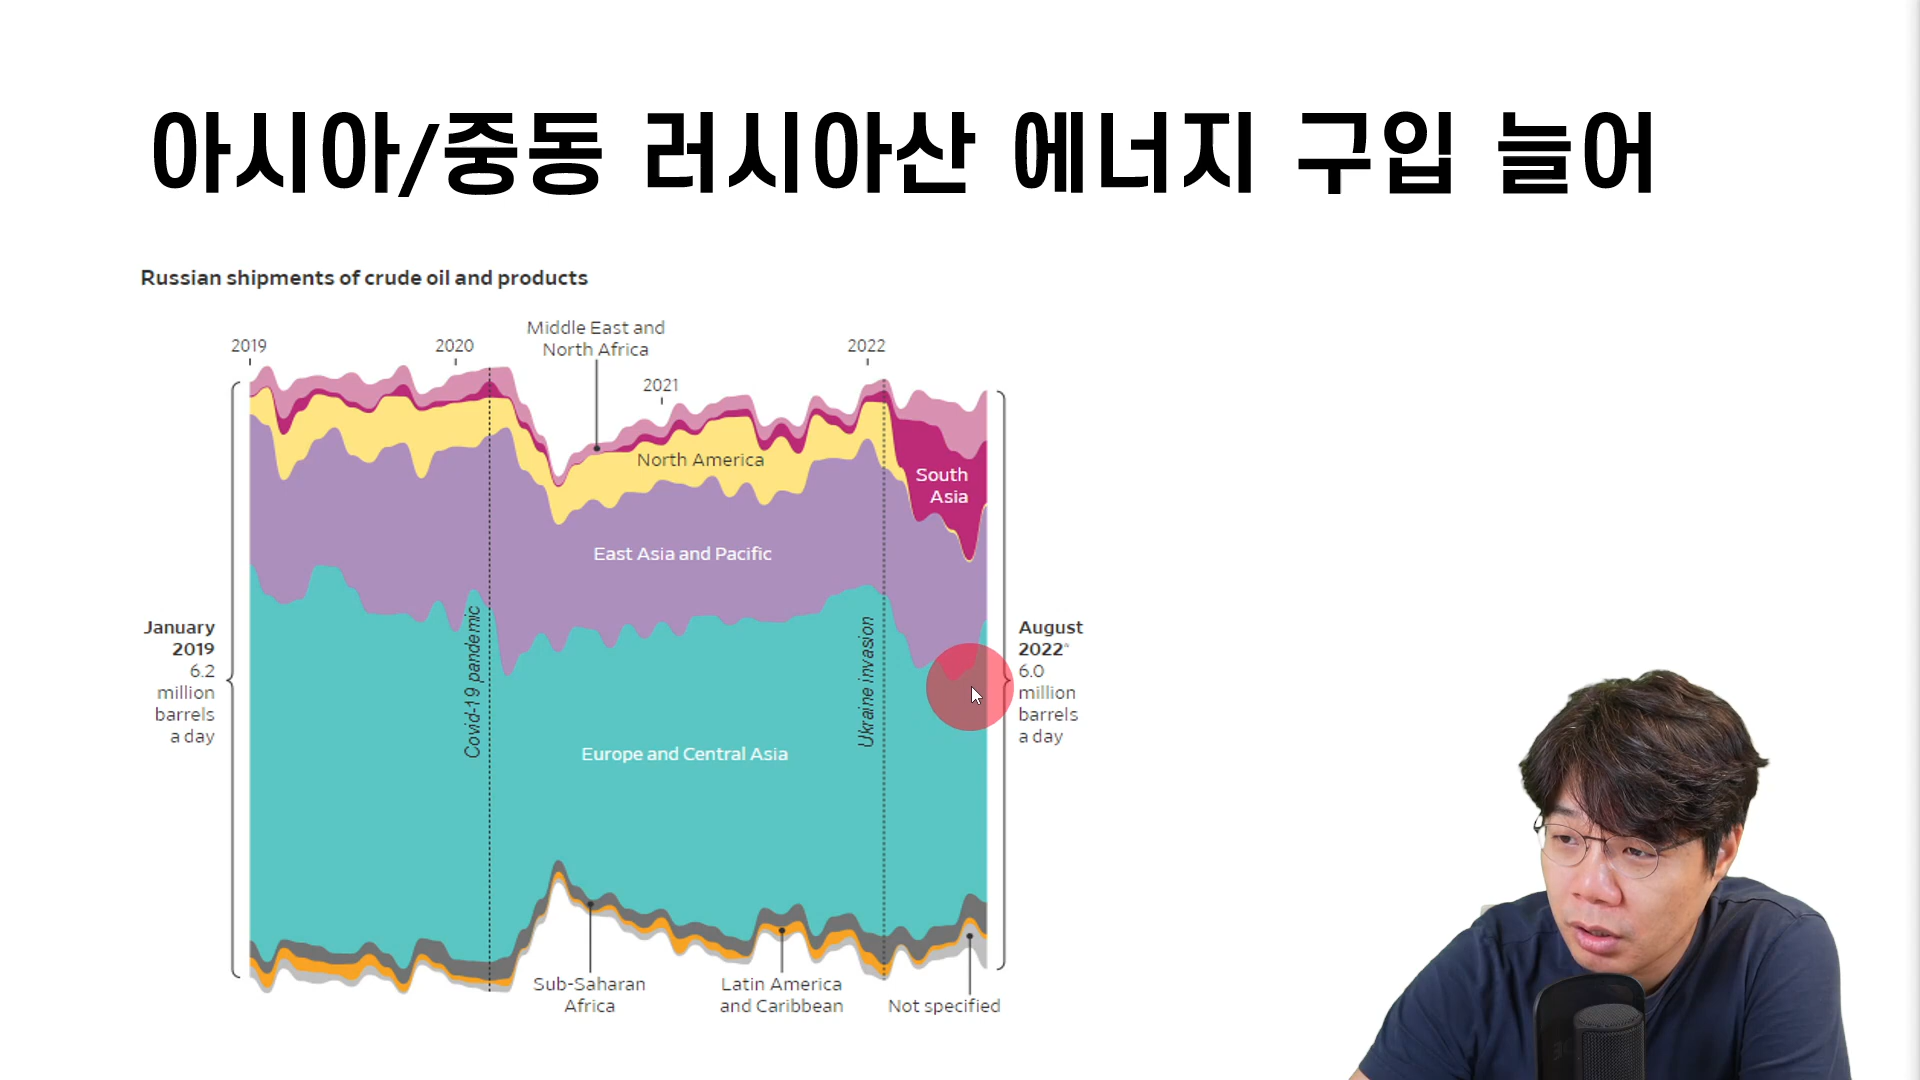 아시아/중동 러시아산 에너지 구입 늘어
Russian shipments of crude oil and products
2019
2020
Middle East and
North Africa
2021
2022
North America
South
Asia
East Asia and Pacific
January
2019
6.2
million
barrels
a day
Covid-19 pandemic
Ukraine invasion
August
2022ᵃ
6.0
million
barrels
a day
Europe and Central Asia
Sub-Saharan
Africa
Latin America
and Caribbean
Not specified